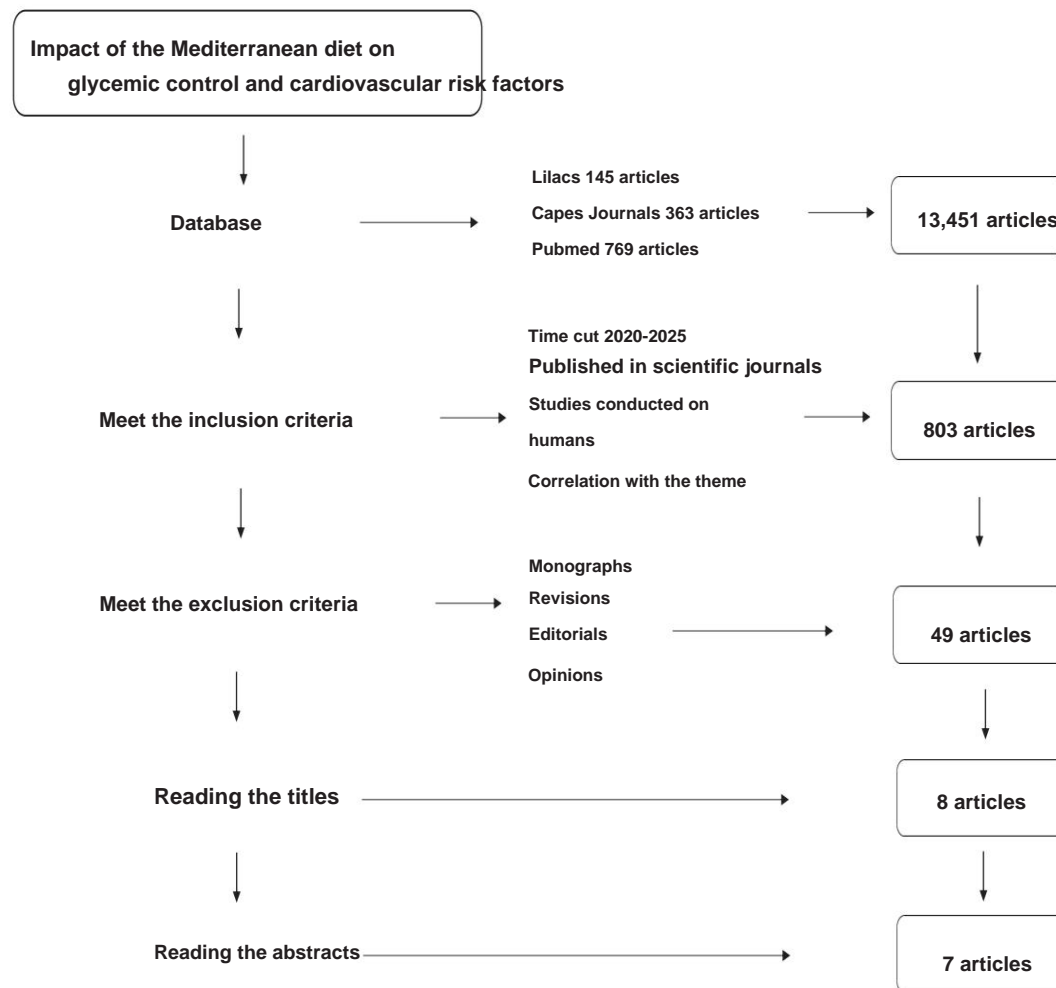 Impact of the Mediterranean diet on
glycemic control and cardiovascular risk factors
Database
Lilacs 145 articles
Capes Journals 363 articles
Pubmed 769 articles
13,451 articles
Meet the inclusion criteria
Time cut 2020-2025
Published in scientific journals
Studies conducted on
humans
Correlation with the theme
803 articles
Meet the exclusion criteria
Monographs
Revisions
Editorials
Opinions
49 articles
Reading the titles
8 articles
Reading the abstracts
7 articles